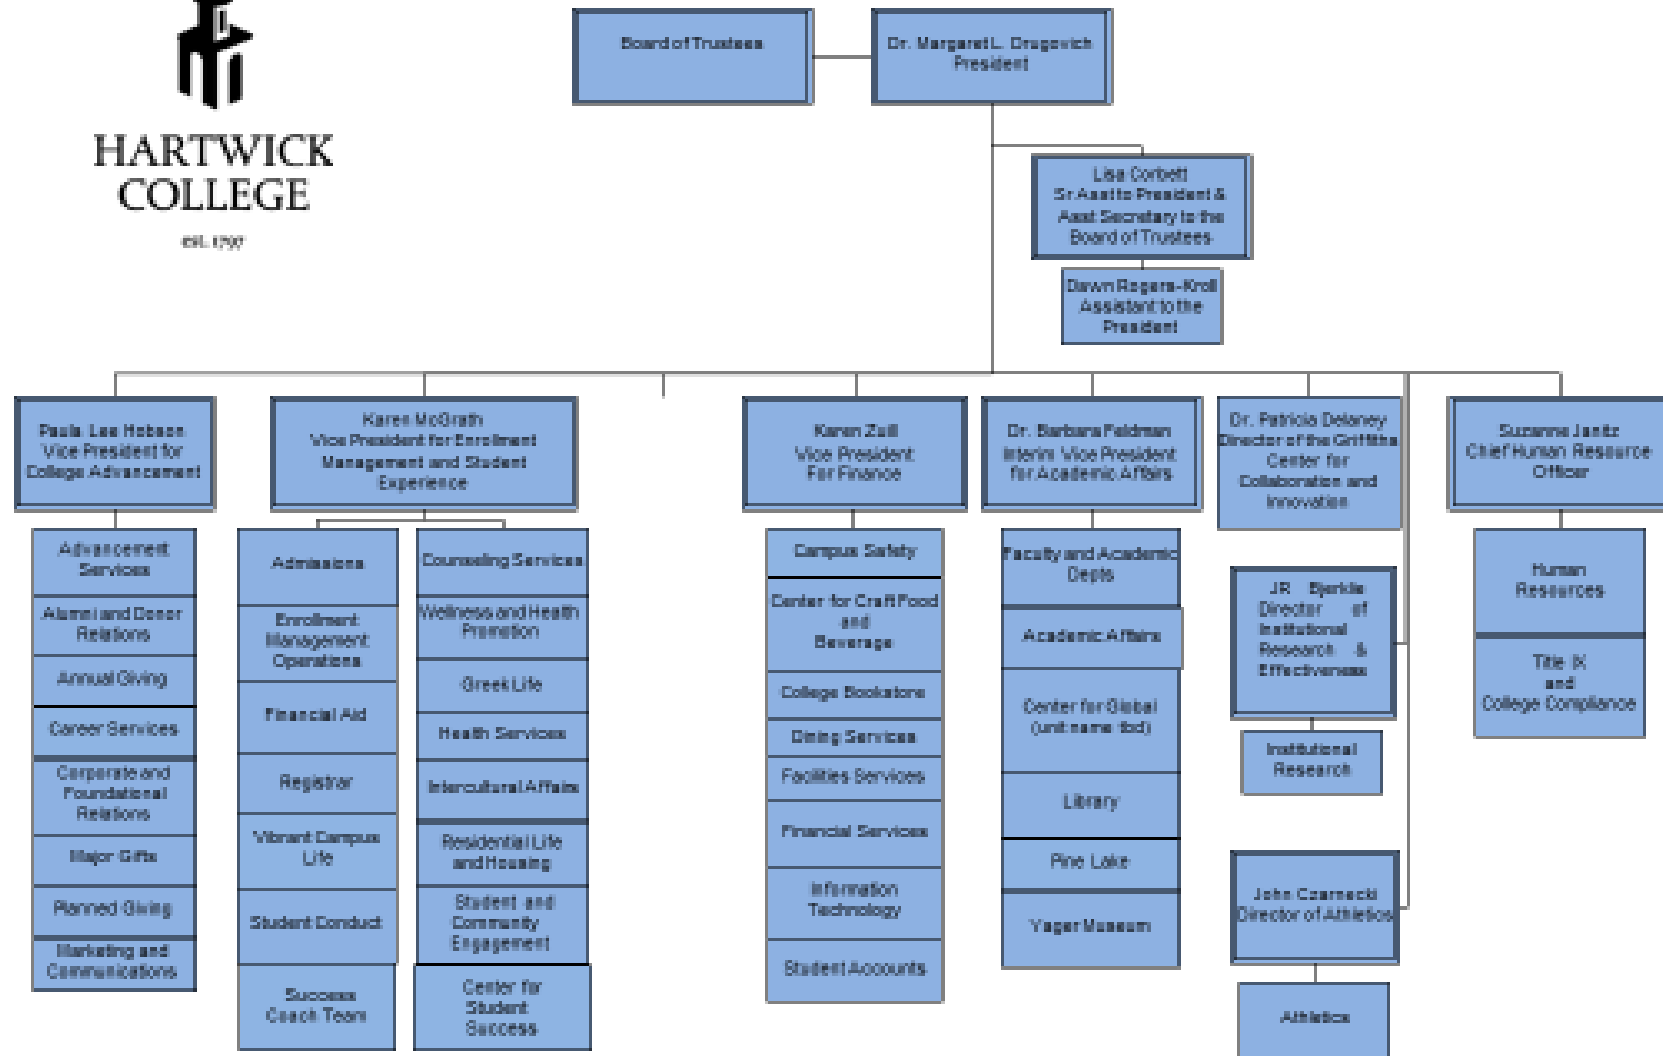 HARTWICK
COLLEGE
est. 1797
Board of Trustees
Dr. Margaret L. Drugovich
President
Lisa Corbett
Sr Asst to President &
Asst Secretary to the
Board of Trustees
Dawn Rogers-Kroll
Assistant to the
President
Paula Lee Hobson
Vice President for
College Advancement
Advancement
Services
Alumni and Donor
Relations
Annual Giving
Career Services
Corporate and
Foundational
Relations
Major Gifts
Planned Giving
Marketing and
Communications
Karen McGrath
Vice President for Enrollment
Management and Student
Experience
Admissions
Enrollment
Management
Operations
Financial Aid
Registrar
Vibrant Campus
Life
Student Conduct
Success
Coach Team
Counseling Services
Wellness and Health
Promotion
Greek Life
Health Services
Intercultural Affairs
Residential Life
and Housing
Student and
Community
Engagement
Center for
Student
Success
Karen Zuill
Vice President
For Finance
Campus Safety
Center for Craft Food
and
Beverage
College Bookstore
Dining Services
Facilities Services
Financial Services
Information
Technology
Student Accounts
Dr. Barbara Feldman
Interim Vice President
for Academic Affairs
Faculty and Academic
Depts
Academic Affairs
Center for Global
(unit name tbd)
Library
Pine Lake
Yager Museum
Dr. Patricia Delaney
Director of the Griffiths
Center for
Collaboration and
Innovation
JR Bjerklie
Director of
Institutional
Research &
Effectiveness
Institutional
Research
John Czarnecki
Director of Athletics
Athletics
Suzanne Janitz
Chief Human Resource
Officer
Human
Resources
Title IX
and
College Compliance